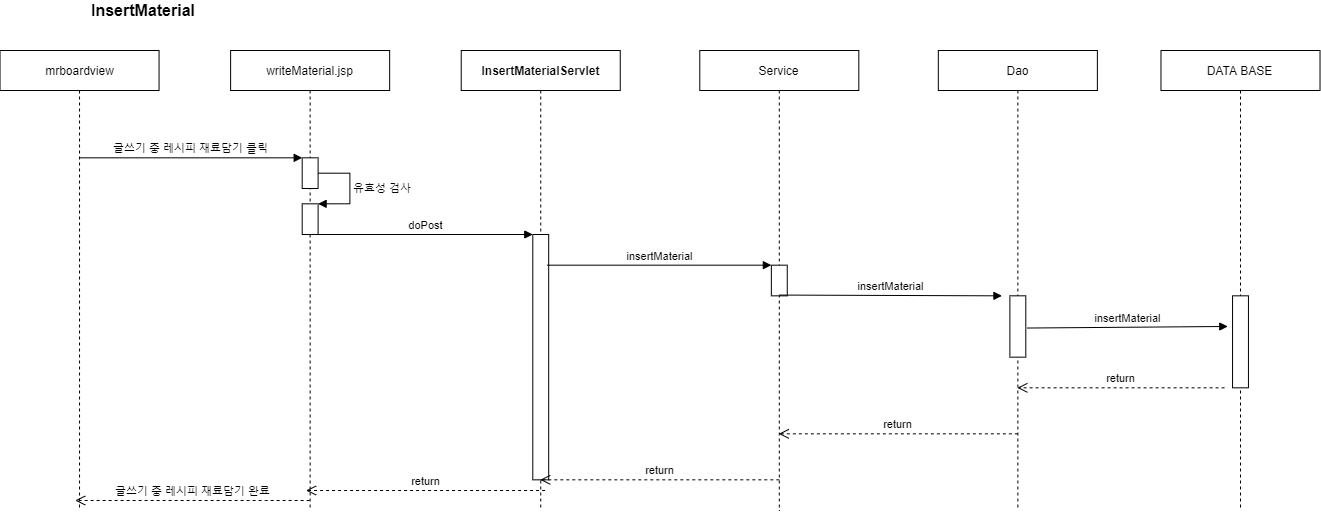 InsertMaterial
mrboardview
writeMaterial.jsp
InsertMaterialServlet
Service
Dao
DATA BASE
글쓰기 중 레시피 재료담기 클릭
유효성 검사
doPost
insertMaterial
insertMaterial
insertMaterial
return
return
return
return
글쓰기 중 레시피 재료담기 완료